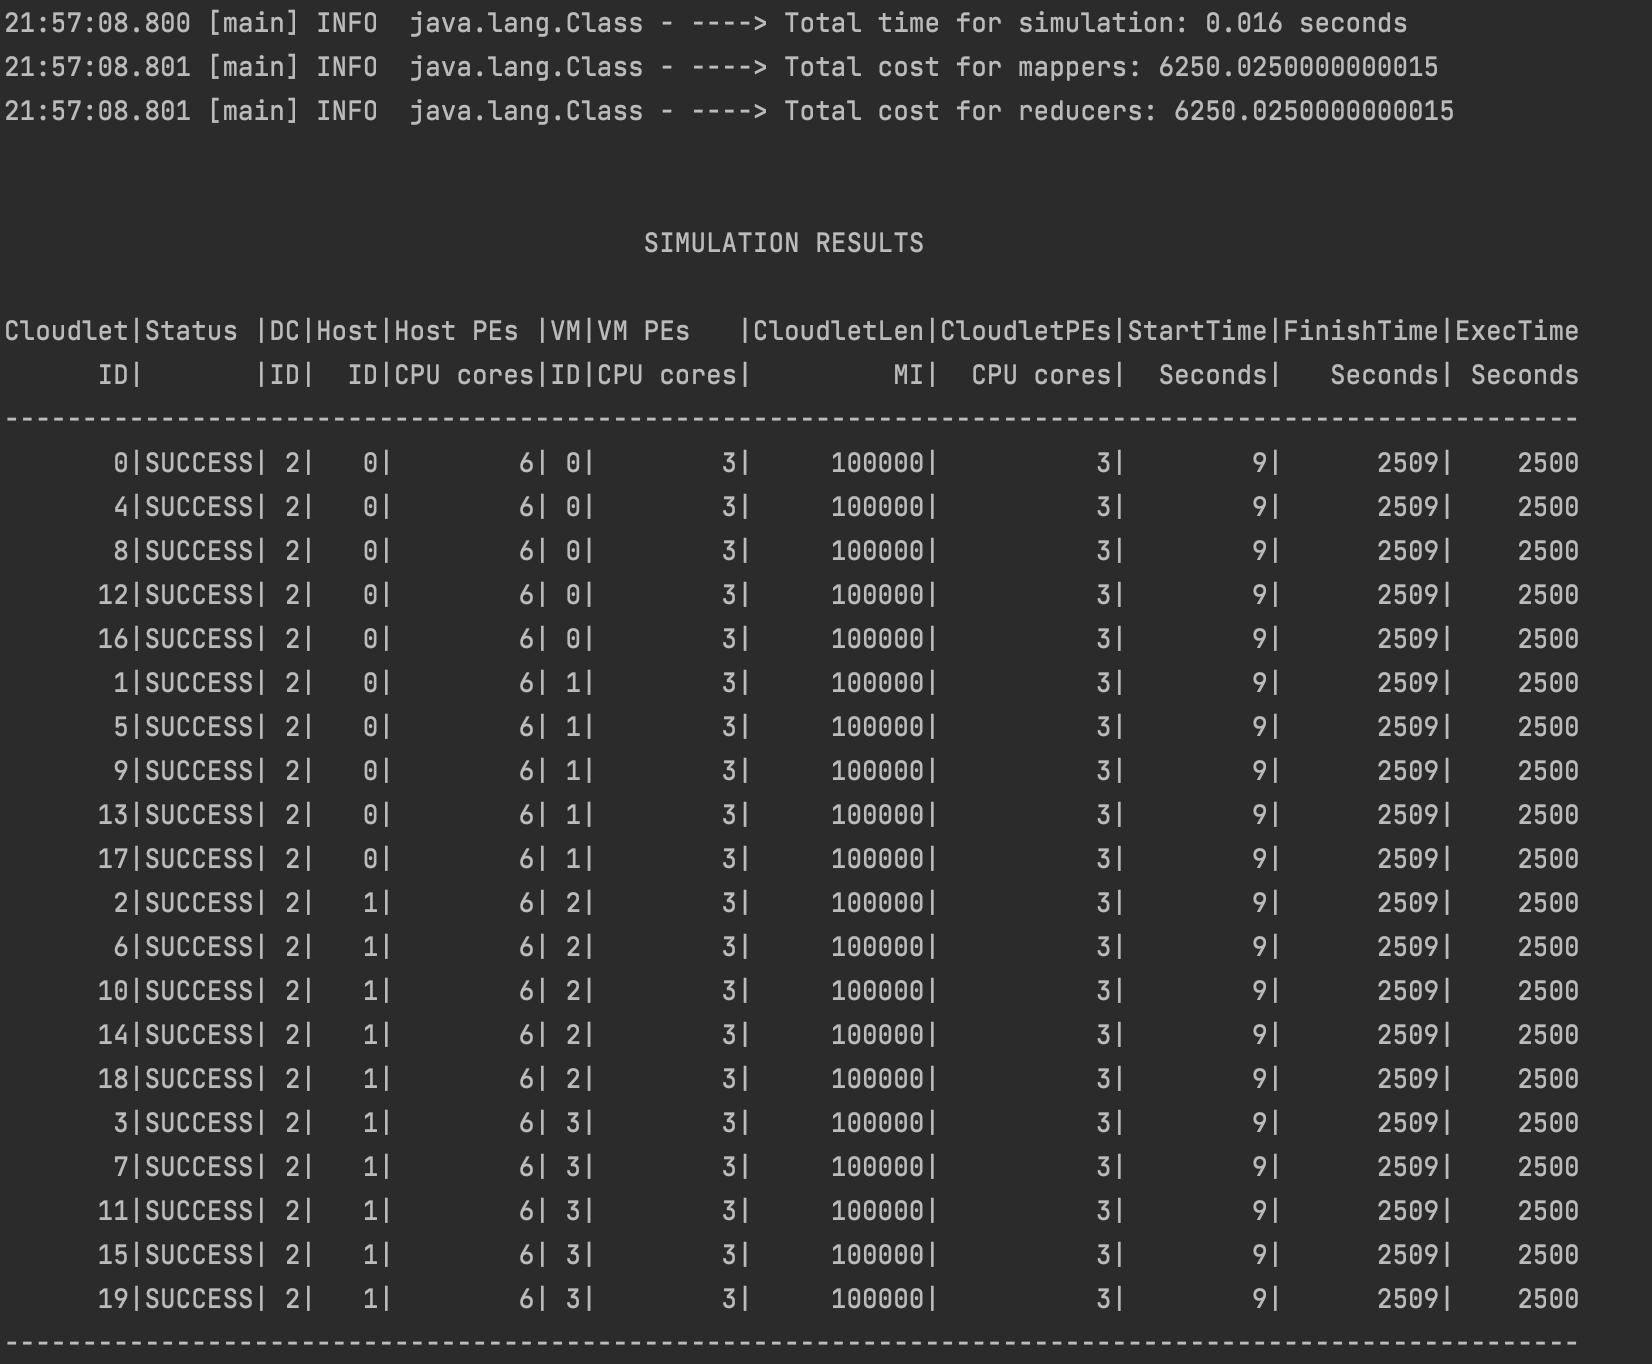 21:57:08.800 [main] INFO  java.lang.Class - ----> Total time for simulation: 0.016 seconds
21:57:08.801 [main] INFO  java.lang.Class - ----> Total cost for mappers: 6250.0250000000015
21:57:08.801 [main] INFO  java.lang.Class - ----> Total cost for reducers: 6250.0250000000015
SIMULATION RESULTS
Cloudlet|Status |DC|Host|Host PEs |VM|VM PEs   |CloudletLen|CloudletPEs|StartTime|FinishTime|ExecTime
      ID|       |ID|  ID|CPU cores|ID|CPU cores|         MI|  CPU cores|  Seconds|   Seconds| Seconds
-----------------------------------------------------------------------------------------------------
       0|SUCCESS| 2|   0|        6| 0|        3|     100000|          3|        9|      2509|    2500
       4|SUCCESS| 2|   0|        6| 0|        3|     100000|          3|        9|      2509|    2500
       8|SUCCESS| 2|   0|        6| 0|        3|     100000|          3|        9|      2509|    2500
      12|SUCCESS| 2|   0|        6| 0|        3|     100000|          3|        9|      2509|    2500
      16|SUCCESS| 2|   0|        6| 0|        3|     100000|          3|        9|      2509|    2500
       1|SUCCESS| 2|   0|        6| 1|        3|     100000|          3|        9|      2509|    2500
       5|SUCCESS| 2|   0|        6| 1|        3|     100000|          3|        9|      2509|    2500
       9|SUCCESS| 2|   0|        6| 1|        3|     100000|          3|        9|      2509|    2500
      13|SUCCESS| 2|   0|        6| 1|        3|     100000|          3|        9|      2509|    2500
      17|SUCCESS| 2|   0|        6| 1|        3|     100000|          3|        9|      2509|    2500
       2|SUCCESS| 2|   1|        6| 2|        3|     100000|          3|        9|      2509|    2500
       6|SUCCESS| 2|   1|        6| 2|        3|     100000|          3|        9|      2509|    2500
      10|SUCCESS| 2|   1|        6| 2|        3|     100000|          3|        9|      2509|    2500
      14|SUCCESS| 2|   1|        6| 2|        3|     100000|          3|        9|      2509|    2500
      18|SUCCESS| 2|   1|        6| 2|        3|     100000|          3|        9|      2509|    2500
       3|SUCCESS| 2|   1|        6| 3|        3|     100000|          3|        9|      2509|    2500
       7|SUCCESS| 2|   1|        6| 3|        3|     100000|          3|        9|      2509|    2500
      11|SUCCESS| 2|   1|        6| 3|        3|     100000|          3|        9|      2509|    2500
      15|SUCCESS| 2|   1|        6| 3|        3|     100000|          3|        9|      2509|    2500
      19|SUCCESS| 2|   1|        6| 3|        3|     100000|          3|        9|      2509|    2500
-----------------------------------------------------------------------------------------------------